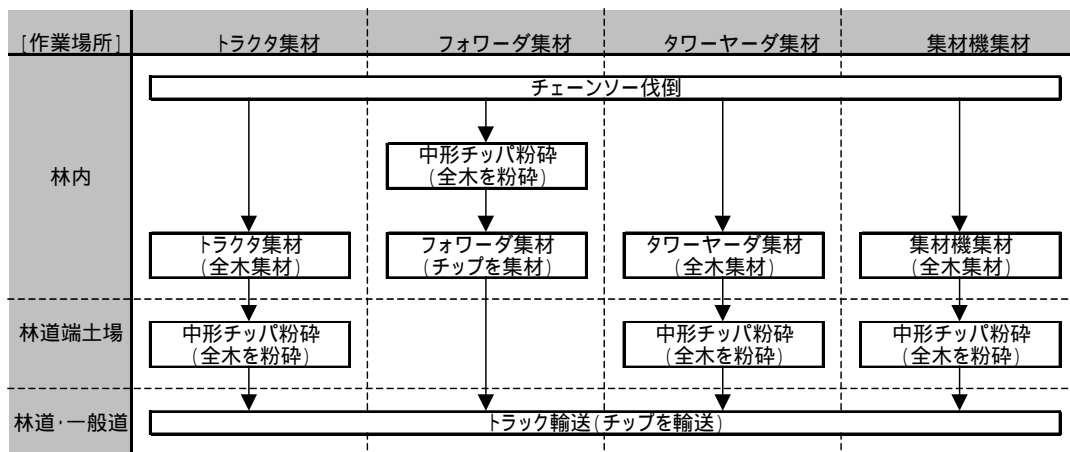 [作業場所] トラクタ集材 フォワーダ集材 タワーヤーダ集材 集材機集材
チェーンソー伐倒
中形チッパ粉砕
(全木を粉砕)
林内
トラクタ集材 フォワーダ集材 タワーヤーダ集材 集材機集材
(全木集材) (チップを集材) (全木集材) (全木集材)
林道端土場
中形チッパ粉砕 中形チッパ粉砕 中形チッパ粉砕
(全木を粉砕) (全木を粉砕) (全木を粉砕)
林道・一般道 トラック輸送(チップを輸送)